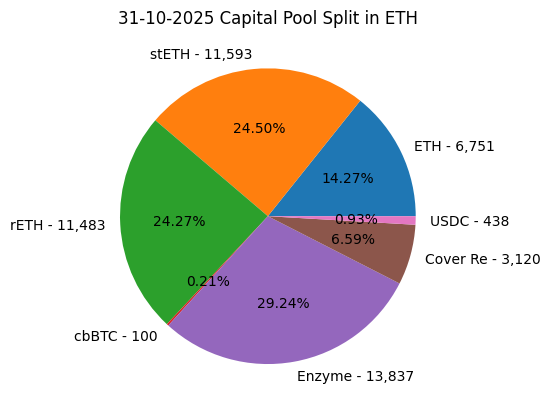 31-10-2025 Capital Pool Split in ETH
stETH - 11,593
24.50%
ETH - 6,751
14.27%
rETH - 11,483
24.27%
0.93%
USDC - 438
6.59%
Cover Re - 3,120
0.21%
29.24%
cbBTC - 100
Enzyme - 13,837